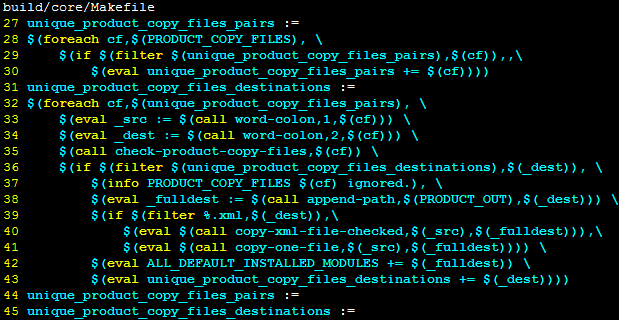 build/core/Makefile
27 unique_product_copy_files_pairs :=
28 $(foreach cf,$(PRODUCT_COPY_FILES), \
29     $(if $(filter $(unique_product_copy_files_pairs),$(cf)),,\
30         $(eval unique_product_copy_files_pairs += $(cf))))
31 unique_product_copy_files_destinations :=
32 $(foreach cf,$(unique_product_copy_files_pairs), \
33     $(eval _src := $(call word-colon,1,$(cf))) \
34     $(eval _dest := $(call word-colon,2,$(cf))) \
35     $(call check-product-copy-files,$(cf)) \
36     $(if $(filter $(unique_product_copy_files_destinations),$(_dest)), \
37         $(info PRODUCT_COPY_FILES $(cf) ignored.), \
38         $(eval _fulldest := $(call append-path,$(PRODUCT_OUT),$(_dest))) \
39         $(if $(filter %.xml,$(_dest)),\
40             $(eval $(call copy-xml-file-checked,$(_src),$(_fulldest))),\
41             $(eval $(call copy-one-file,$(_src),$(_fulldest)))) \
42         $(eval ALL_DEFAULT_INSTALLED_MODULES += $(_fulldest)) \
43         $(eval unique_product_copy_files_destinations += $(_dest))))
44 unique_product_copy_files_pairs :=
45 unique_product_copy_files_destinations :=